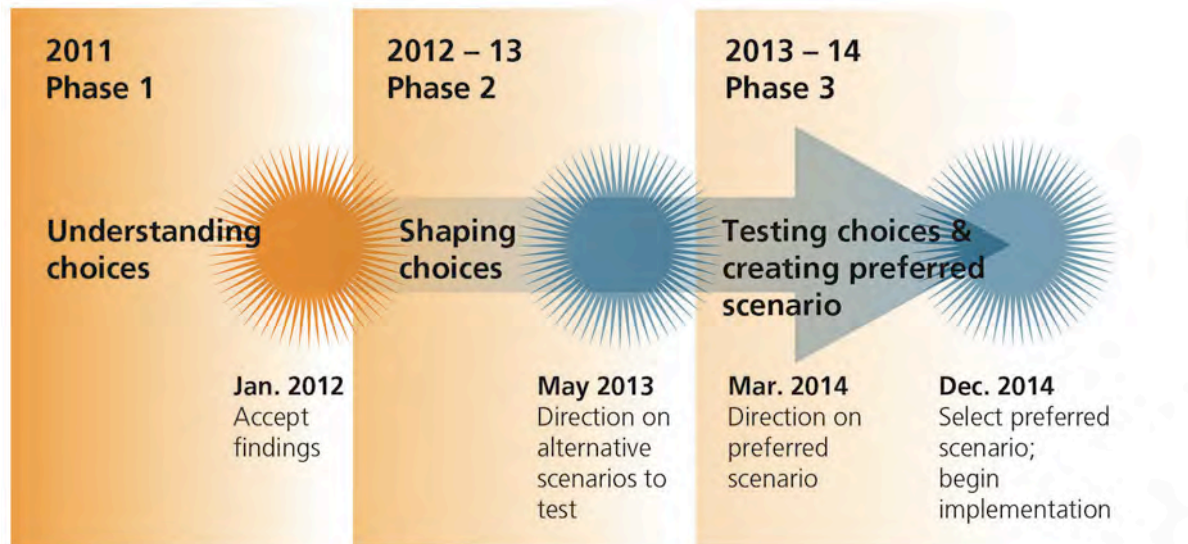 2011
Phase 1
2012 – 13
Phase 2
2013 – 14
Phase 3
Understanding
choices
Shaping
choices
Testing choices &
creating preferred
scenario
Jan. 2012
Accept
findings
May 2013
Direction on
alternative
scenarios to
test
Mar. 2014
Direction on
preferred
scenario
Dec. 2014
Select preferred
scenario;
begin
implementation